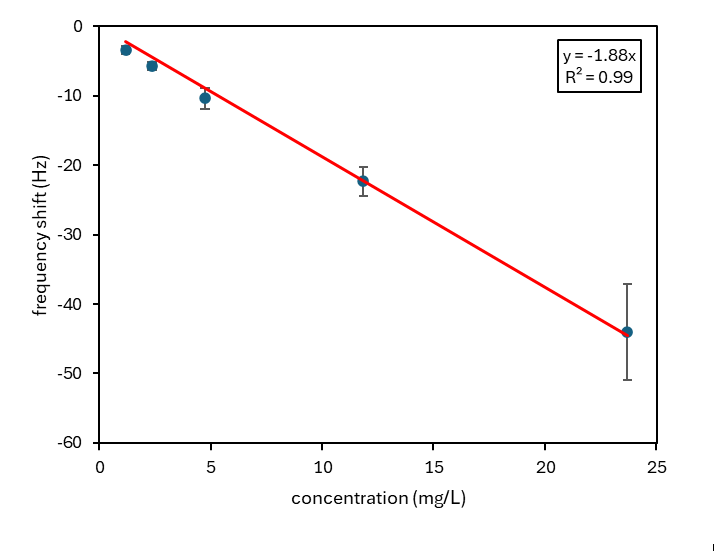 0
-10
-20
-30
-40
-50
-60
frequency shift (Hz)
y = -1.88x
R² = 0.99
0 5 10 15 20 25
concentration (mg/L)